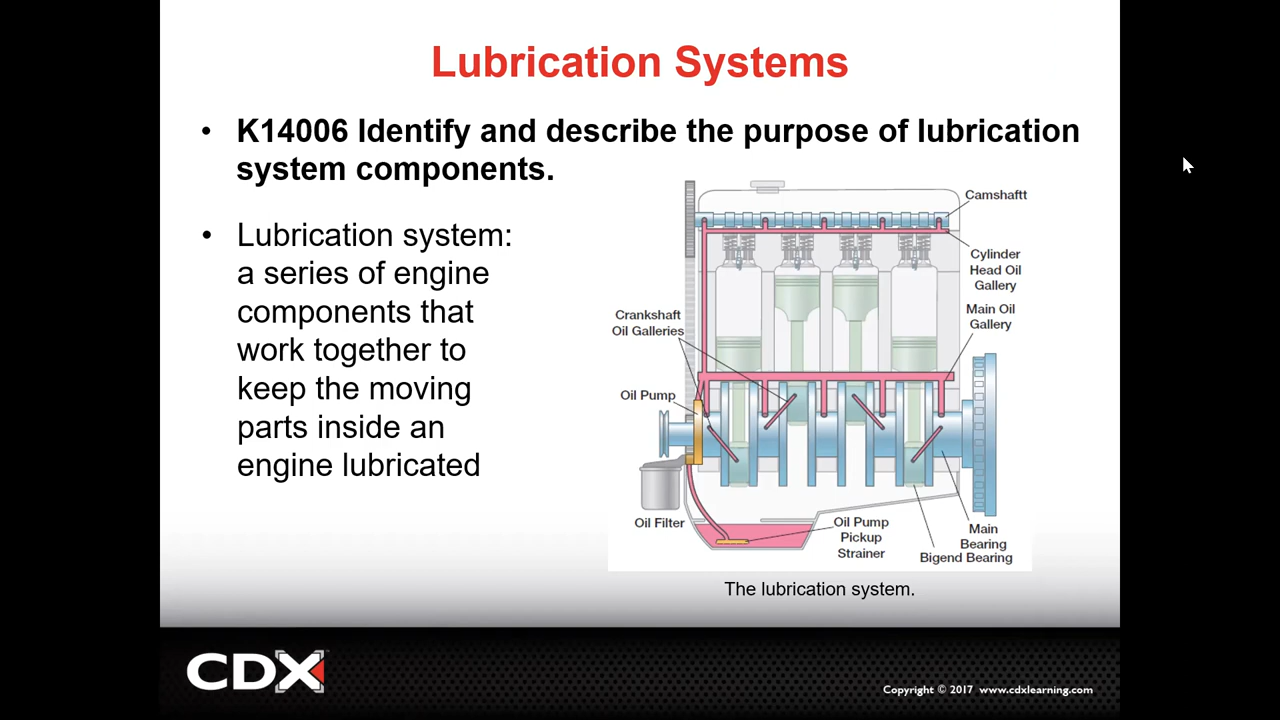 Lubrication Systems
• K14006 Identify and describe the purpose of lubrication
system components.
• Lubrication system:
a series of engine
components that
work together to
keep the moving
parts inside an
engine lubricated
Camshaftt
Cylinder
Head Oil
Gallery
Main Oil
Gallery
Crankshaft
Oil Galleries
Oil Pump
Oil Filter
Oil Pump
Pickup
Strainer
Main
Bearing
Bigend Bearing
The lubrication system.
CDX
Copyright © 2017 www.cdxlearning.com